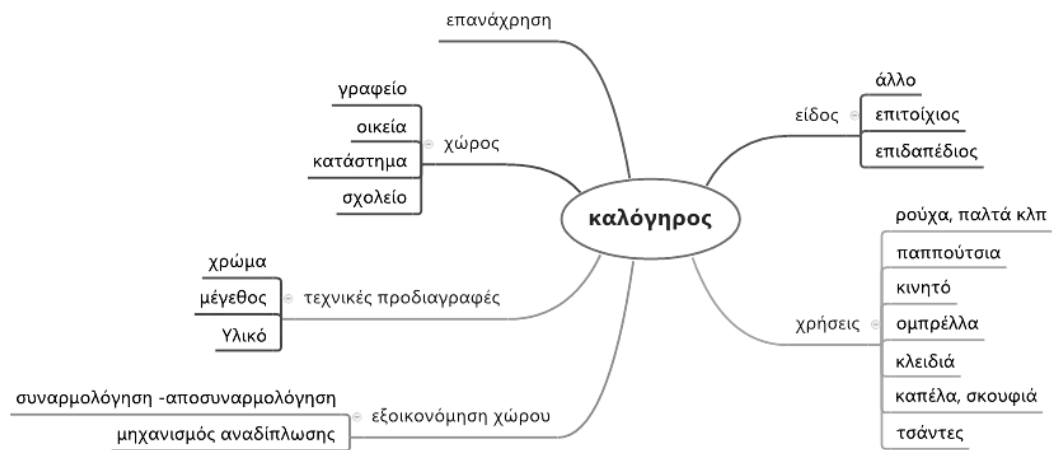 επανάχρηση
γραφείο
οικεία
κατάστημα
σχολείο
χώρος
χρώμα
μέγεθος
Υλικό
τεχνικές προδιαγραφές
συναρμολόγηση -αποσυναρμολόγηση
μηχανισμός αναδίπλωσης
εξοικονόμηση χώρου
καλόγηρος
είδος
άλλο
επιτοίχιος
επιδαπέδιος
χρήσεις
ρούχα, παλτά κλπ
παππούτσια
κινητό
ομπρέλλα
κλειδιά
καπέλα, σκουφιά
τσάντες